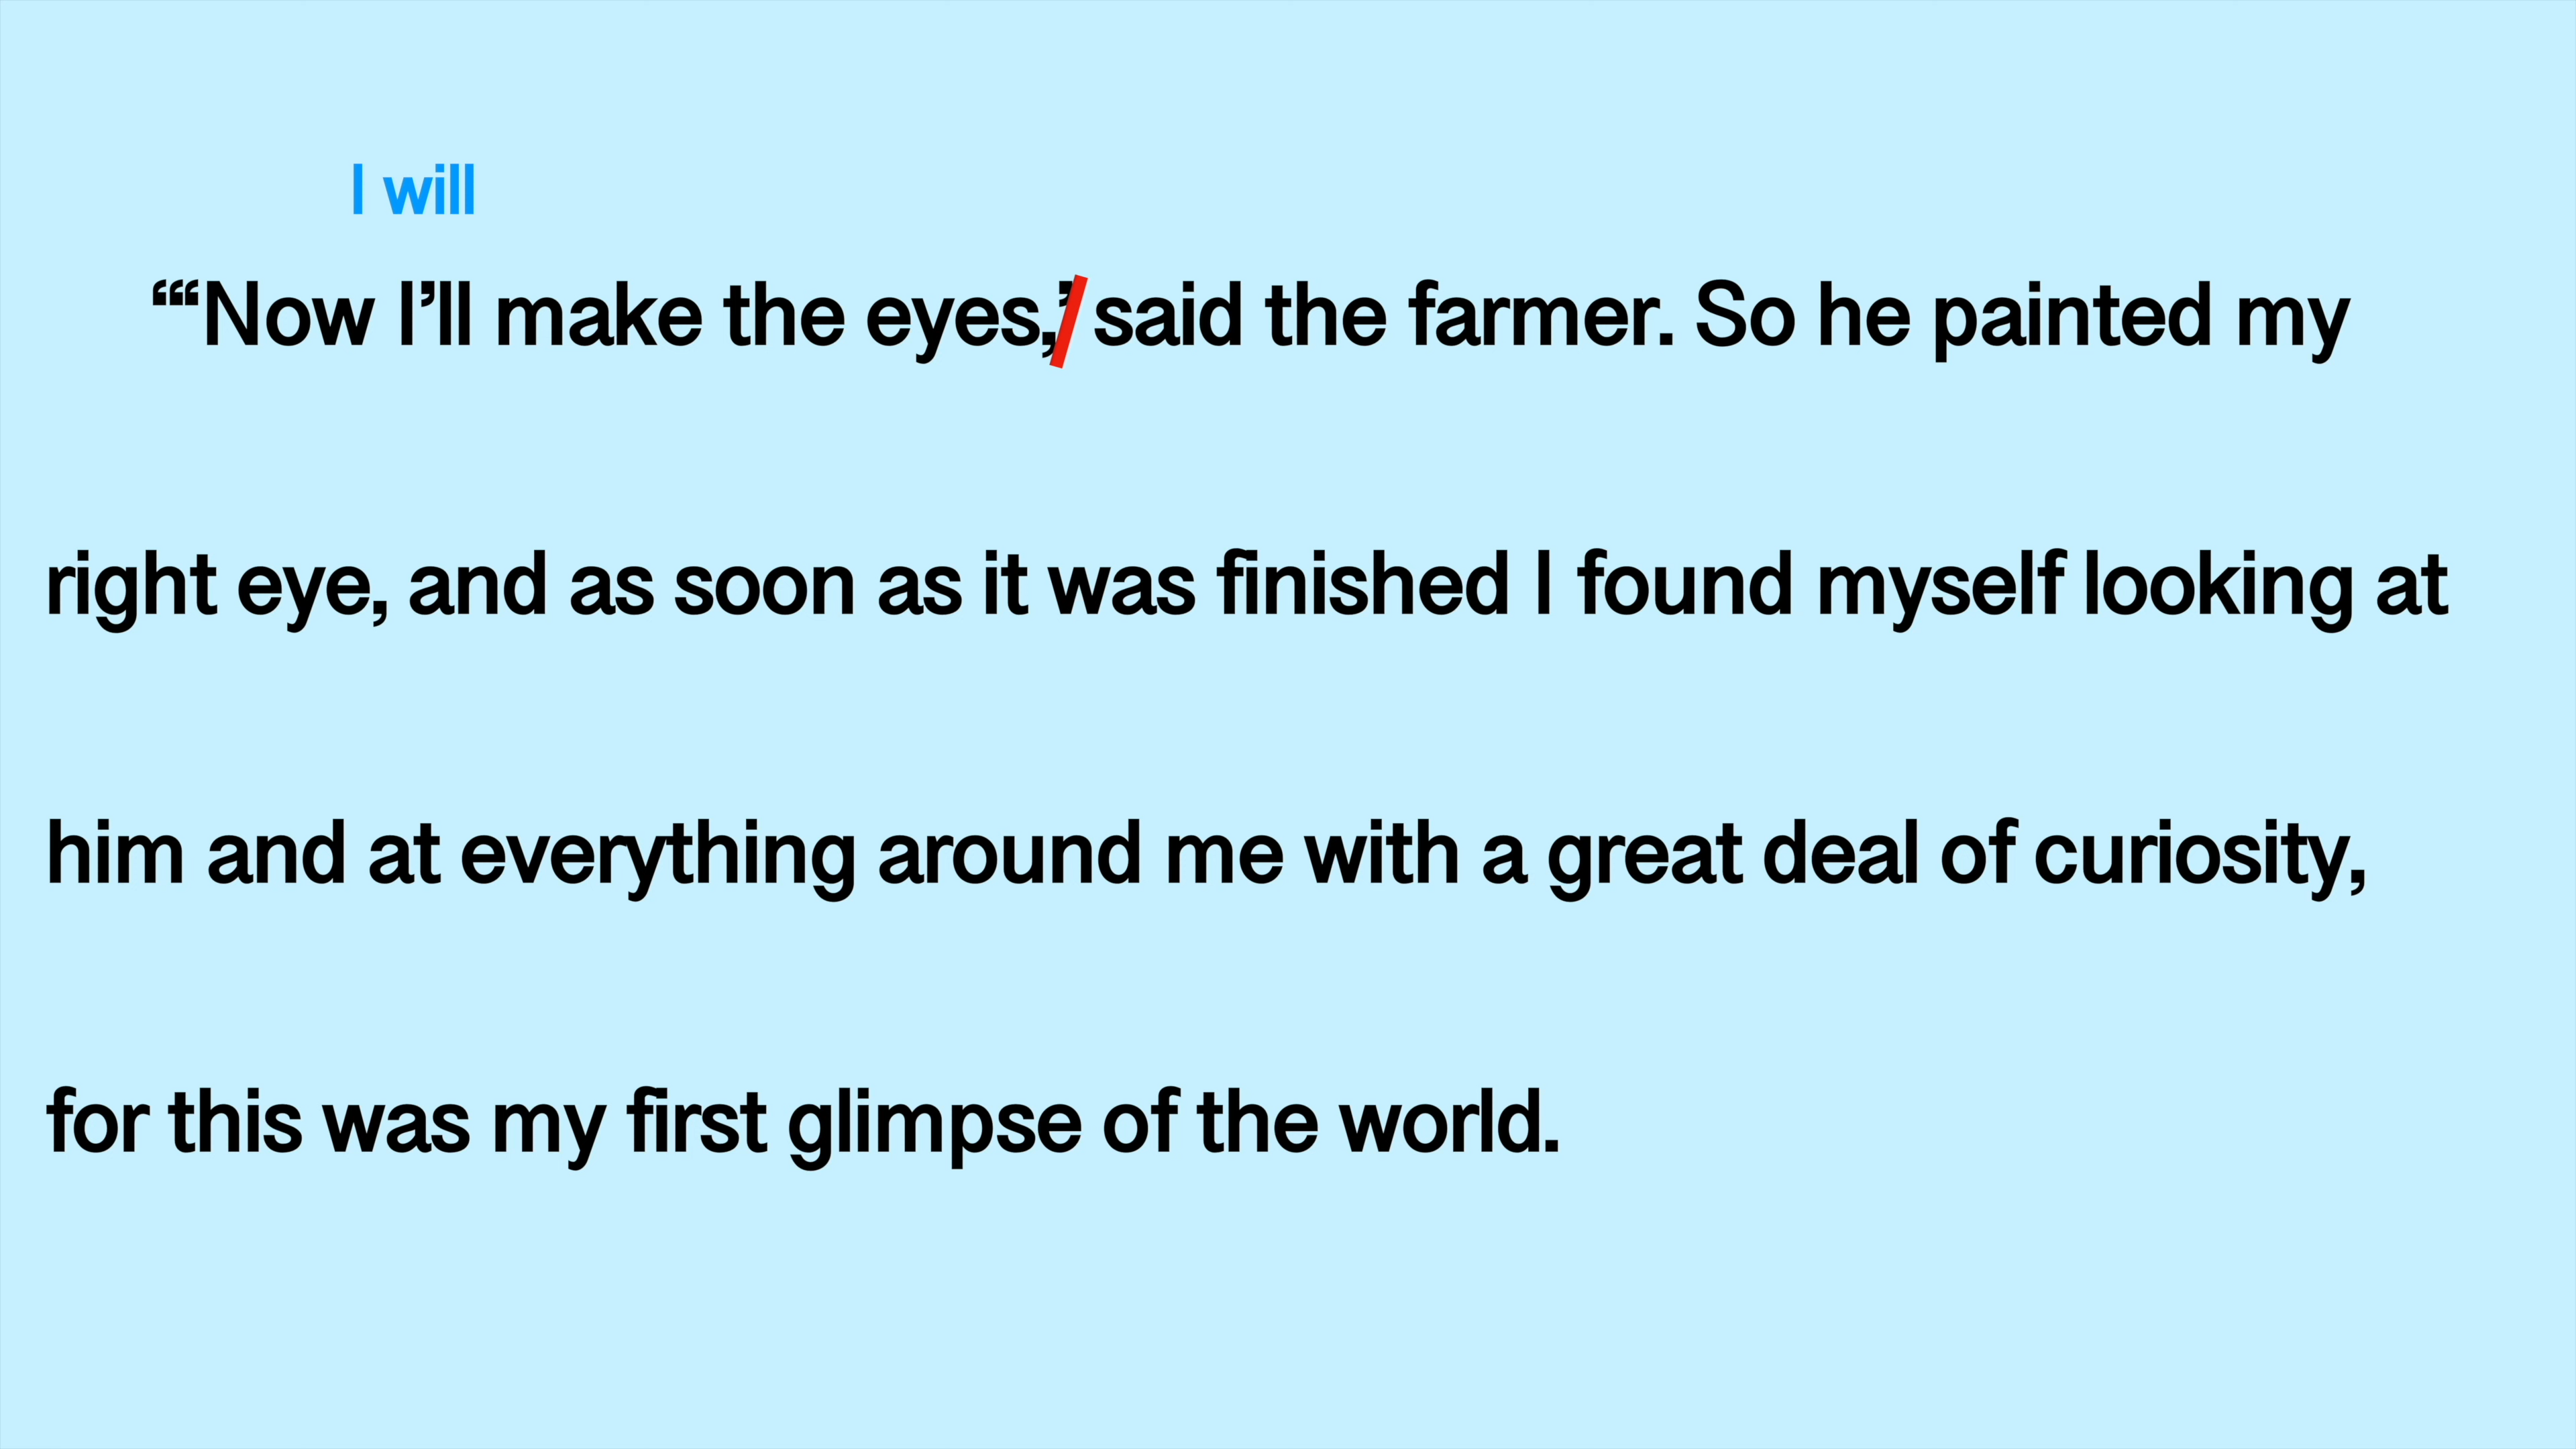 I will
“‘Now I’ll make the eyes,’ said the farmer. So he painted my
right eye, and as soon as it was finished I found myself looking at
him and at everything around me with a great deal of curiosity,
for this was my first glimpse of the world.